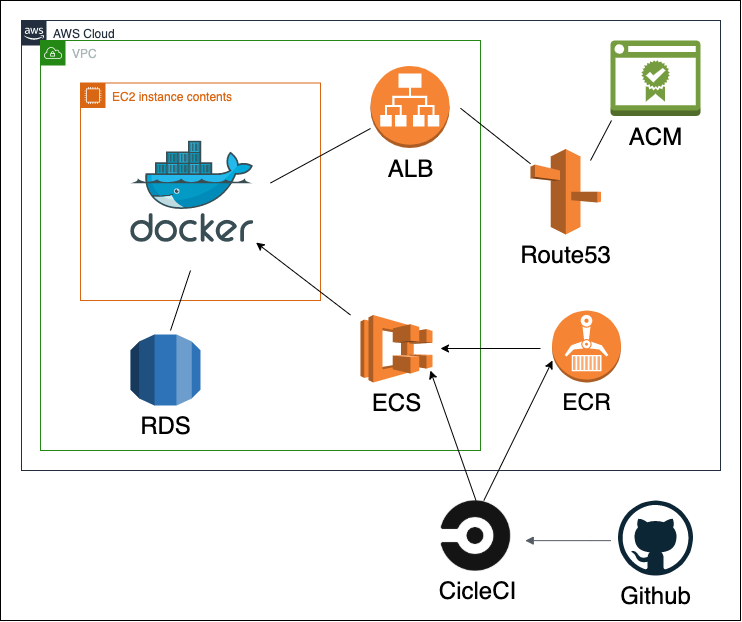 aws
AWS Cloud
VPC
EC2 instance contents
docker
ALB
ACM
Route53
RDS
ECS
ECR
CicleCI
Github